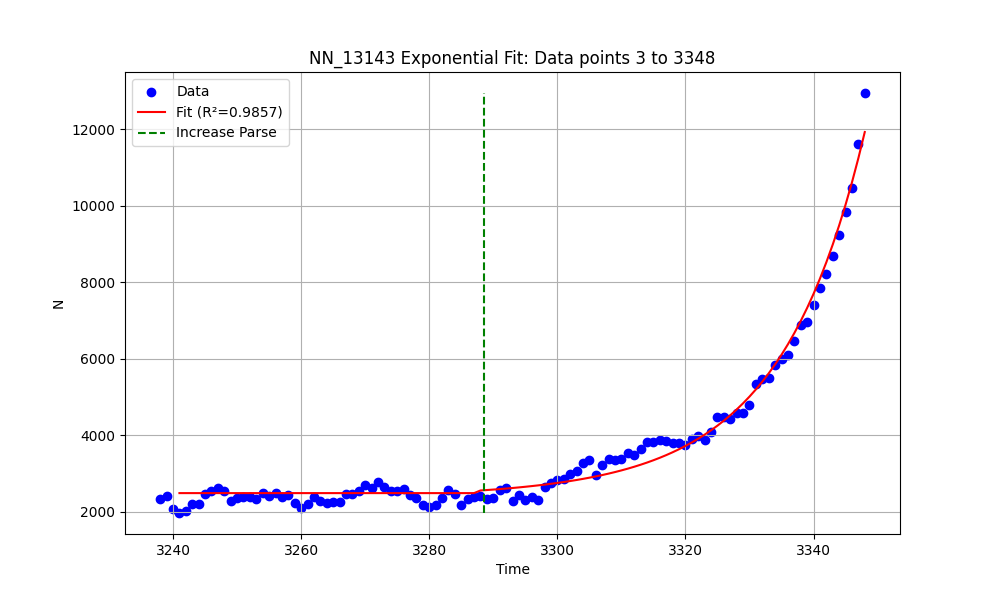 NN_13143 Exponential Fit: Data points 3 to 3348
Data
Fit (R²=0.9857)
Increase Parse
12000
10000
8000
6000
4000
2000
N
3240
3260
3280
3300
3320
3340
Time